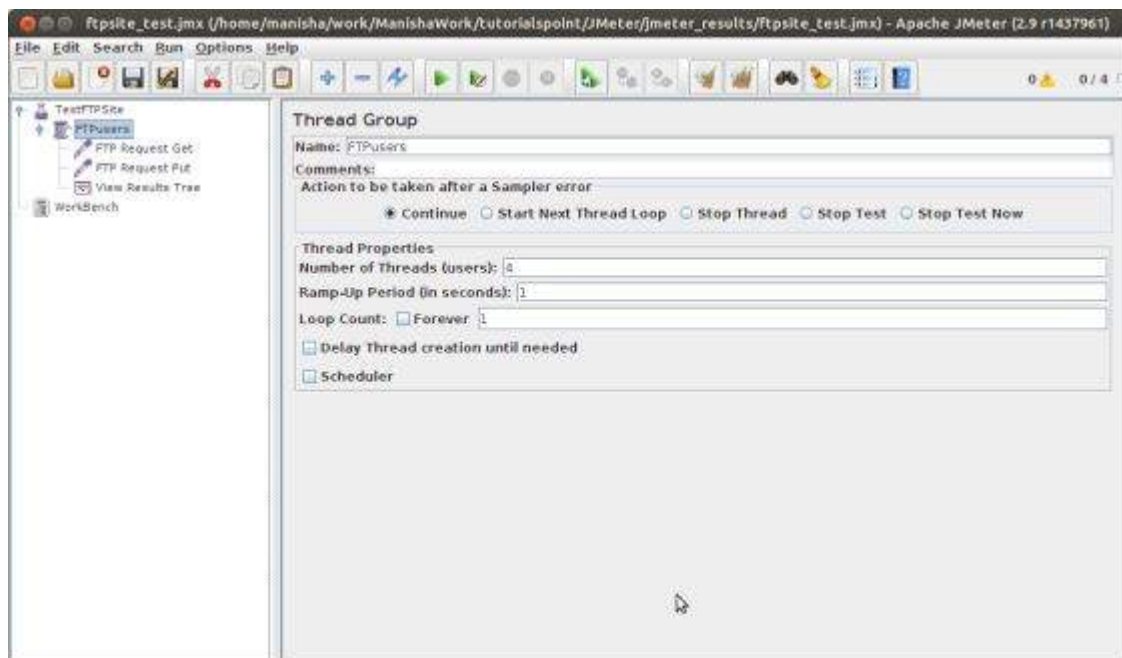 ftpsite_test.jmx (/home/manisha/work/ManishaWork/tutorialspoint/JMeter/jmeter_results/ftpsite_test.jmx) - Apache JMeter (2.9 r1437961)
File Edit Search Run Options Help
0 0 / 4
TestFTPSite
FTPusers
FTP Request Get
FTP Request Put
View Results Tree
WorkBench
Thread Group
Name: FTPusers
Comments:
Action to be taken after a Sampler error
Continue Start Next Thread Loop Stop Thread Stop Test Stop Test Now
Thread Properties
Number of Threads (users): 4
Ramp-Up Period (in seconds): 1
Loop Count: Forever 1
Delay Thread creation until needed
Scheduler